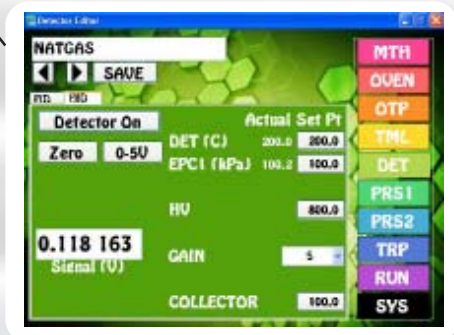 Detector Editor
NATGAS
MTH
SAVE
OVEN
PID
OTP
Detector On
Actual Set Pt
TML
DET (C) 200.0 200.0
Zero 0-5V
DET
EPC1 (kPa) 100.2 100.0
PRS1
HV 800.0
PRS2
0.118 163
GAIN 5
TRP
Signal (V)
RUN
COLLECTOR 100.0
SYS